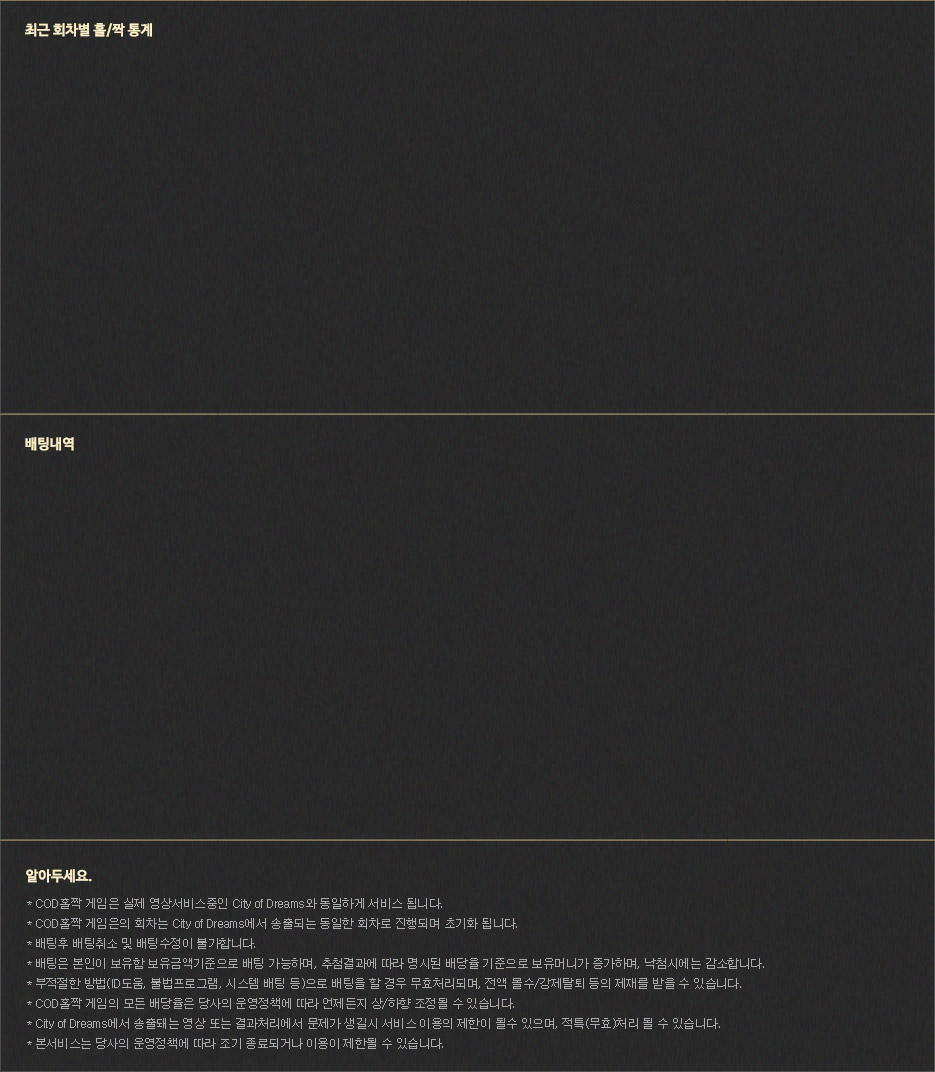 최근 회차별 홀/짝 통계
배팅내역
알아두세요.
* COD홀짝 게임은 실제 영상서비스중인 City of Dreams와 동일하게 서비스 됩니다.
* COD홀짝 게임은의 회차는 City of Dreams에서 송출되는 동일한 회차로 진행되며 초기화 됩니다.
* 배팅후 배팅취소 및 배팅수정이 불가합니다.
* 배팅은 본인이 보유함 보유금액기준으로 배팅 가능하며, 추첨결과에 따라 명시된 배당율 기준으로 보유머니가 증가하며, 낙첨시에는 감소합니다.
* 부적절한 방법(ID도움, 불법프로그램, 시스템 배팅 등)으로 배팅을 할 경우 무효처리되며, 전액 몰수/강제탈퇴 등의 제재를 받을 수 있습니다.
* COD홀짝 게임의 모든 배당율은 당사의 운영정책에 따라 언제든지 상/하향 조정될 수 있습니다.
* City of Dreams에서 송출돼는 영상 또는 결과처리에서 문제가 생길시 서비스 이용의 제한이 될수 있으며, 적특(무효)처리 될 수 있습니다.
* 본서비스는 당사의 운영정책에 따라 조기 종료되거나 이용이 제한될 수 있습니다.